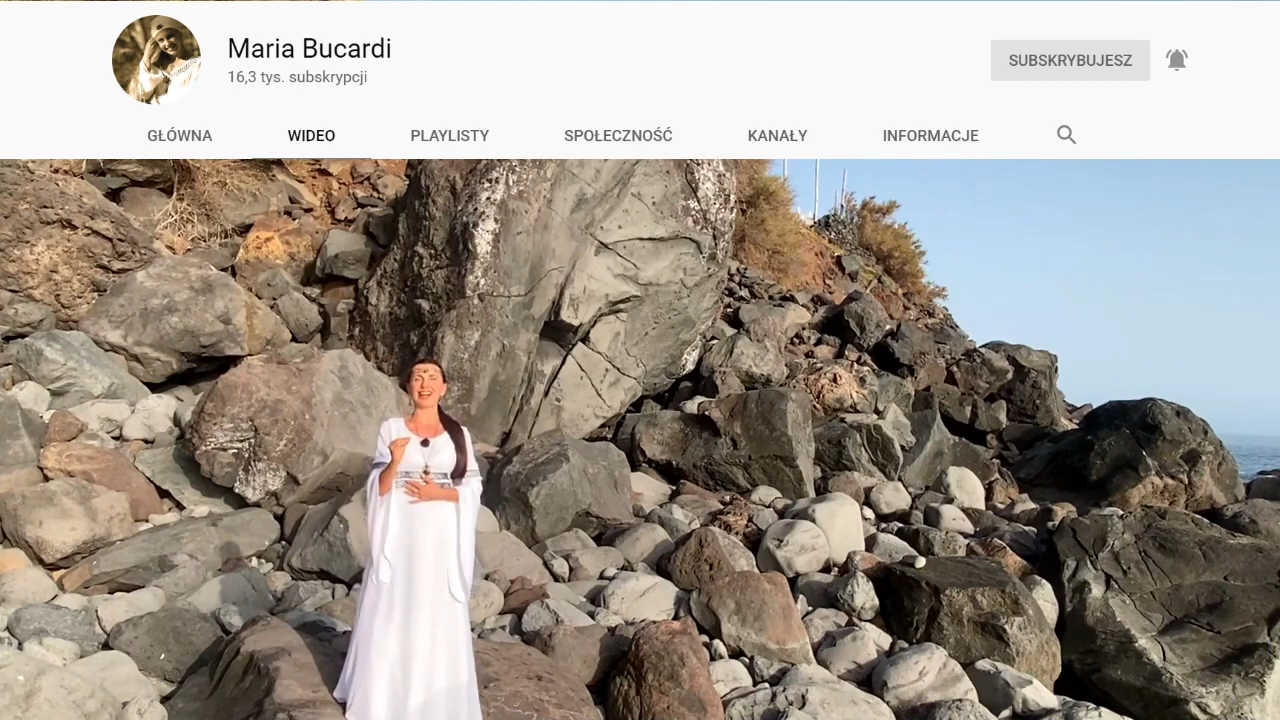 Maria Bucardi
16,3 tys. subskrypcji
SUBSKRYBUJESZ
GŁÓWNA WIDEO PLAYLISTY SPOŁECZNOŚĆ KANAŁY INFORMACJE